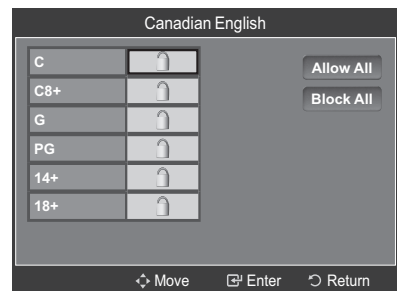 Canadian English
C
Allow All
C8+
Block All
G
PG
14+
18+
Move Enter Return